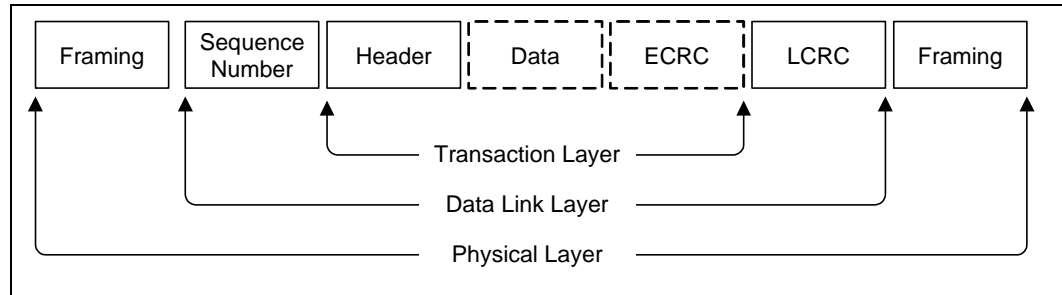 Framing
Sequence
Number
Header
Data
ECRC
LCRC
Framing
Transaction Layer
Data Link Layer
Physical Layer